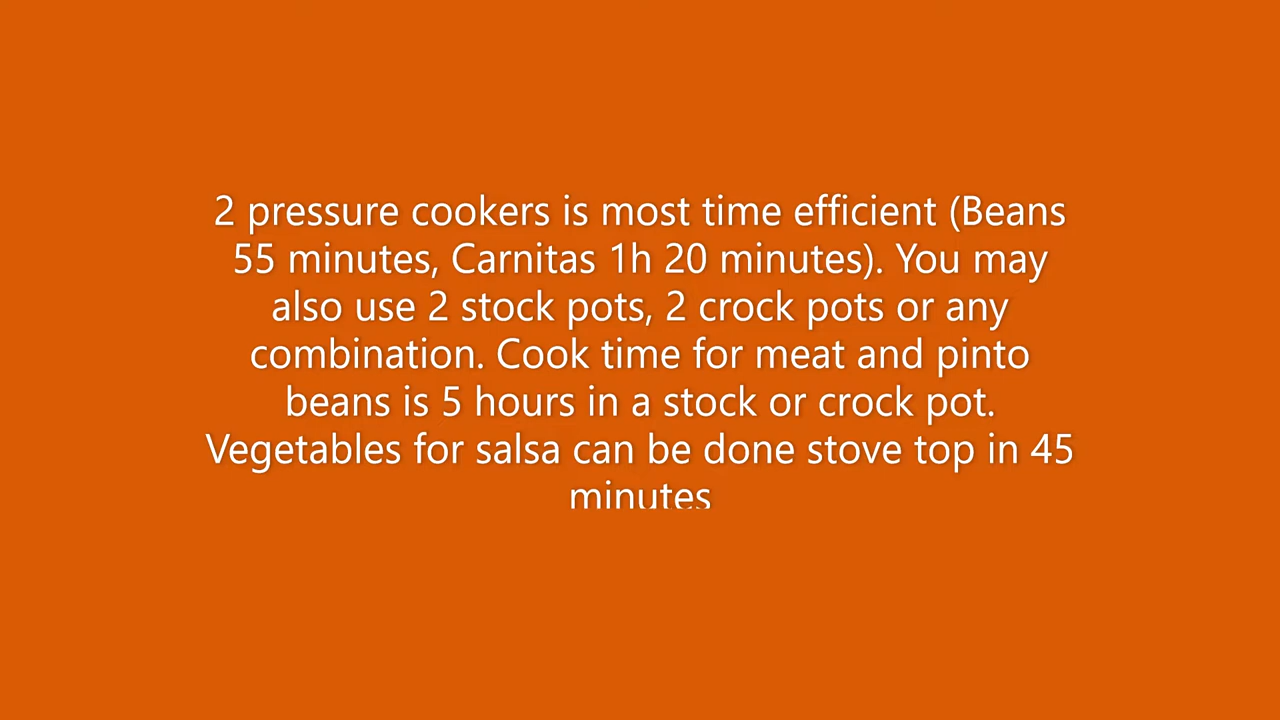 2 pressure cookers is most time efficient (Beans
55 minutes, Carnitas 1h 20 minutes). You may
also use 2 stock pots, 2 crock pots or any
combination. Cook time for meat and pinto
beans is 5 hours in a stock or crock pot.
Vegetables for salsa can be done stove top in 45
minutes